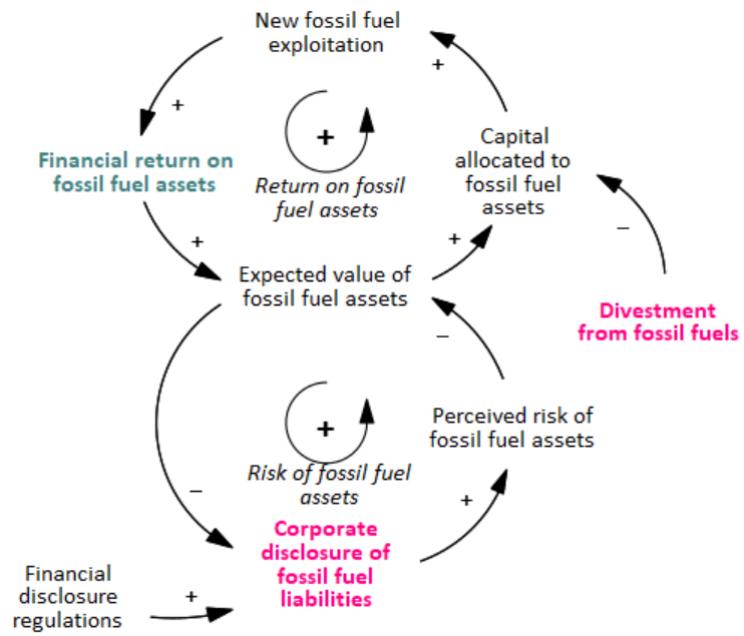 New fossil fuel
exploitation
+
+
Capital
allocated to
fossil fuel
assets
+
Financial return on
fossil fuel assets
Return on fossil
fuel assets
+
+
−
Expected value of
fossil fuel assets
Divestment
from fossil fuels
−
Perceived risk of
fossil fuel assets
+
Risk of fossil fuel
assets
−
+
Corporate
disclosure of
fossil fuel
liabilities
Financial
disclosure
regulations
+